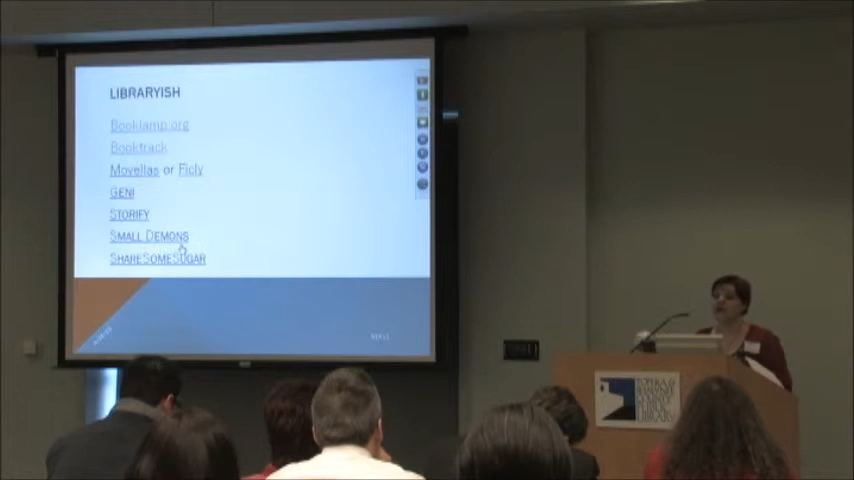 LIBRARYISH
Booklamp.org
Booktrack
Movellas or Ficly
GENI
STORIFY
SMALL DEMONS
SHARESOMESUGAR